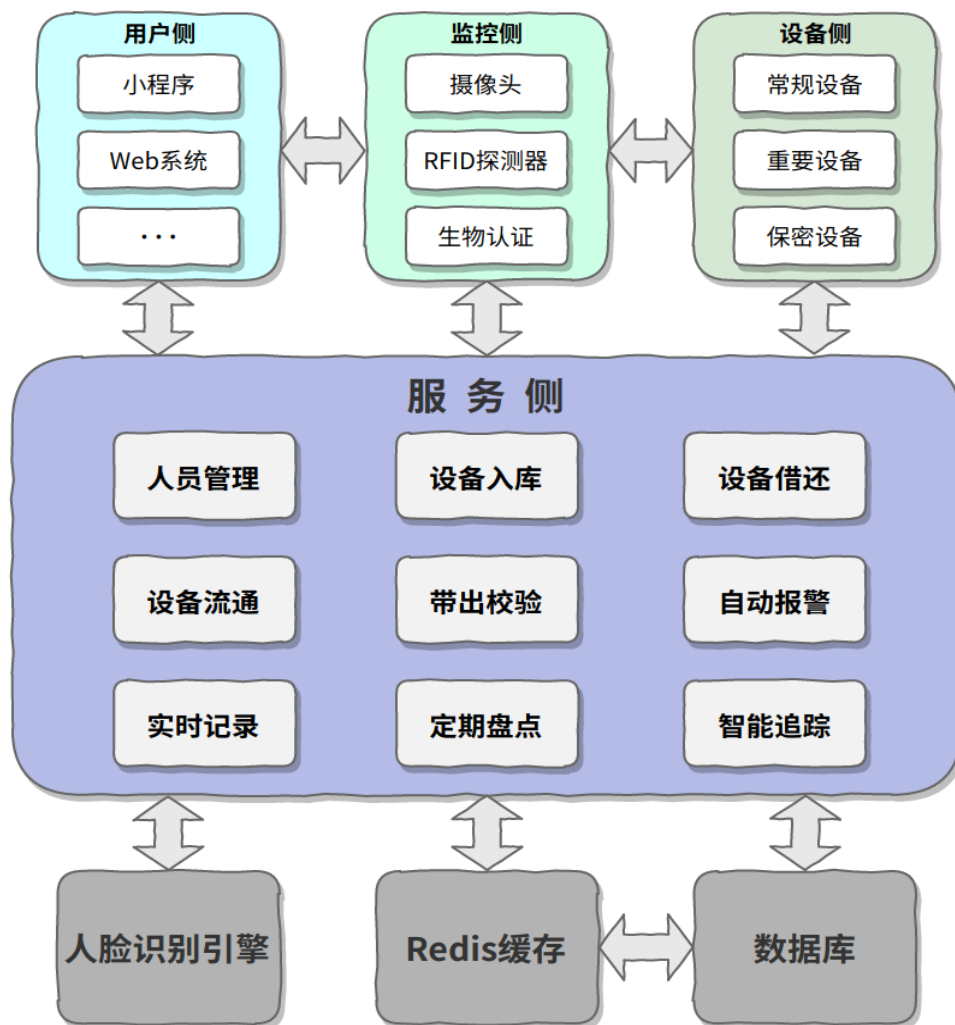 用户侧
小程序
Web系统
...
监控侧
摄像头
RFID探测器
生物认证
设备侧
常规设备
重要设备
保密设备
服务侧
人员管理
设备入库
设备借还
设备流通
带出校验
自动报警
实时记录
定期盘点
智能追踪
人脸识别引擎
Redis缓存
数据库